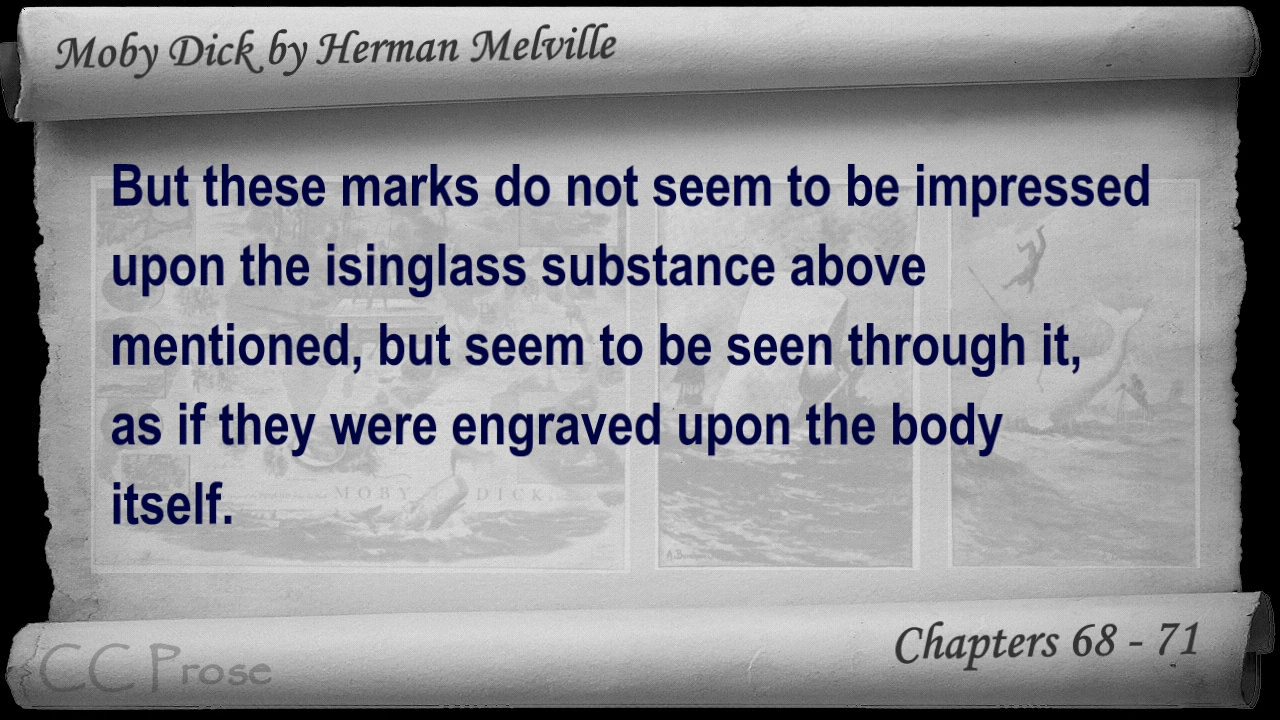 Moby Dick by Herman Melville
But these marks do not seem to be impressed
upon the isinglass substance above
mentioned, but seem to be seen through it,
as if they were engraved upon the body
itself.
MOBY DICK
Chapters 68 - 71
CC Prose